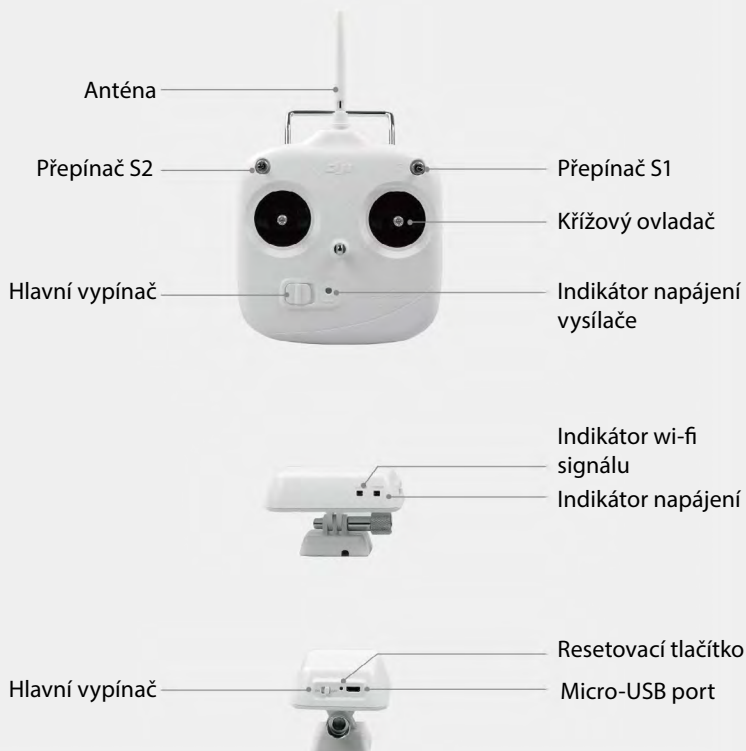 Anténa
Přepínač S2
Přepínač S1
Křížový ovladač
Hlavní vypínač
Indikátor napájení
vysílače
Indikátor wi-fi
signálu
Indikátor napájení
Resetovací tlačítko
Hlavní vypínač
Micro-USB port